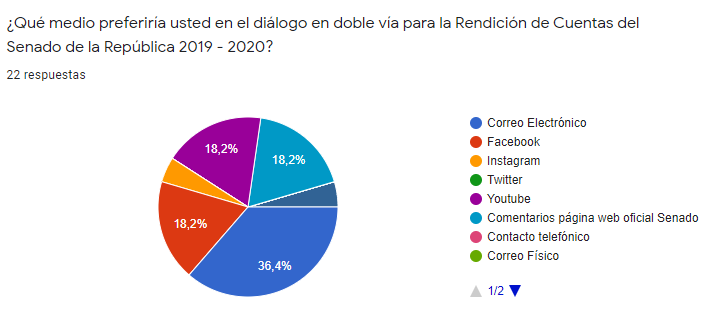 ¿Qué medio preferiría usted en el diálogo en doble vía para la Rendición de Cuentas del
Senado de la República 2019 - 2020?
22 respuestas
18,2%
18,2%
18,2%
36,4%
Correo Electrónico
Facebook
Instagram
Twitter
Youtube
Comentarios página web oficial Senado
Contacto telefónico
Correo Físico
1/2